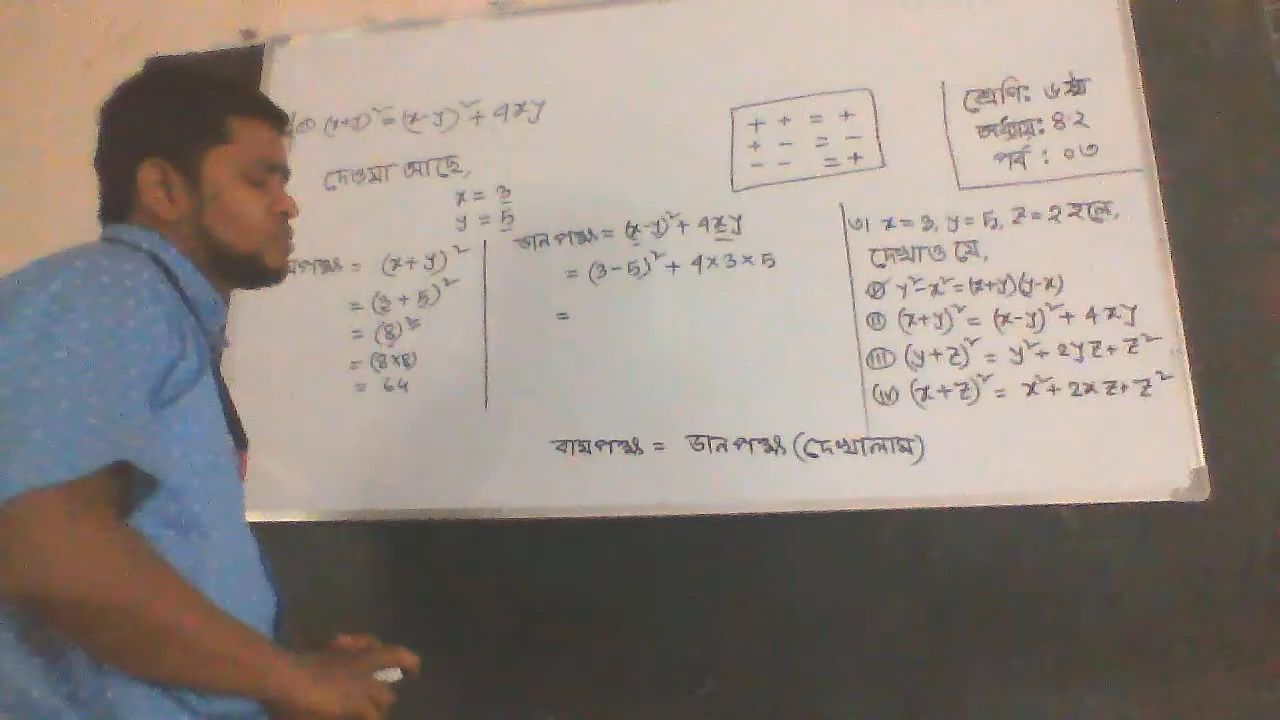 (x+y)² = (x-y)² + 4xy
দেওয়া আছে,
x = 3
y = 5
বামপক্ষ = (x+y)²
= (3+5)²
= (8)²
= (8×8)
= 64
ডানপক্ষ = (x-y)² + 4xy
= (3-5)² + 4×3×5
=
বামপক্ষ = ডানপক্ষ (দেখালাম)
+ + = +
+ - = -
- - = +
শ্রেণি: ৬ষ্ঠ
অধ্যায়: ৪.২
পর্ব : ০৩
৩। x = 3, y = 5, z = 2 হলে,
দেখাও যে,
(i) y²-x² = (x+y)(y-x)
(ii) (x+y)² = (x-y)² + 4xy
(iii) (y+z)² = y² + 2yz + z²
(iv) (x+z)² = x² + 2xz + z²